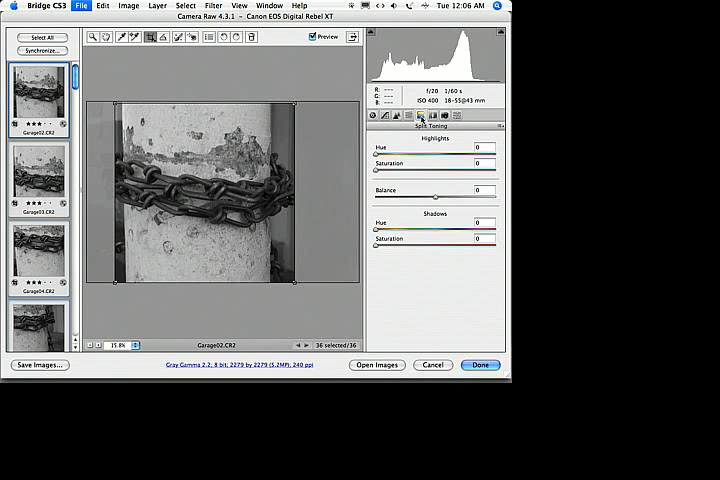 Bridge CS3 File Edit Image Layer Select Filter View Window Help Tue 12:06 AM
Camera Raw 4.3.1 - Canon EOS Digital Rebel XT
Select All
Synchronize...
Preview
R: ---
G: ---
B: ---
f/20 1/60 s
ISO 400 18-55@43 mm
Split Toning
Highlights
Hue 0
Saturation 0
Balance 0
Shadows
Hue 0
Saturation 0
Garage02.CR2
Garage03.CR2
Garage04.CR2
15.8%
Garage02.CR2
36 selected/36
Save Images...
Gray Gamma 2.2; 8 bit; 2279 by 2279 (5.2MP); 240 ppi
Open Images
Cancel
Done